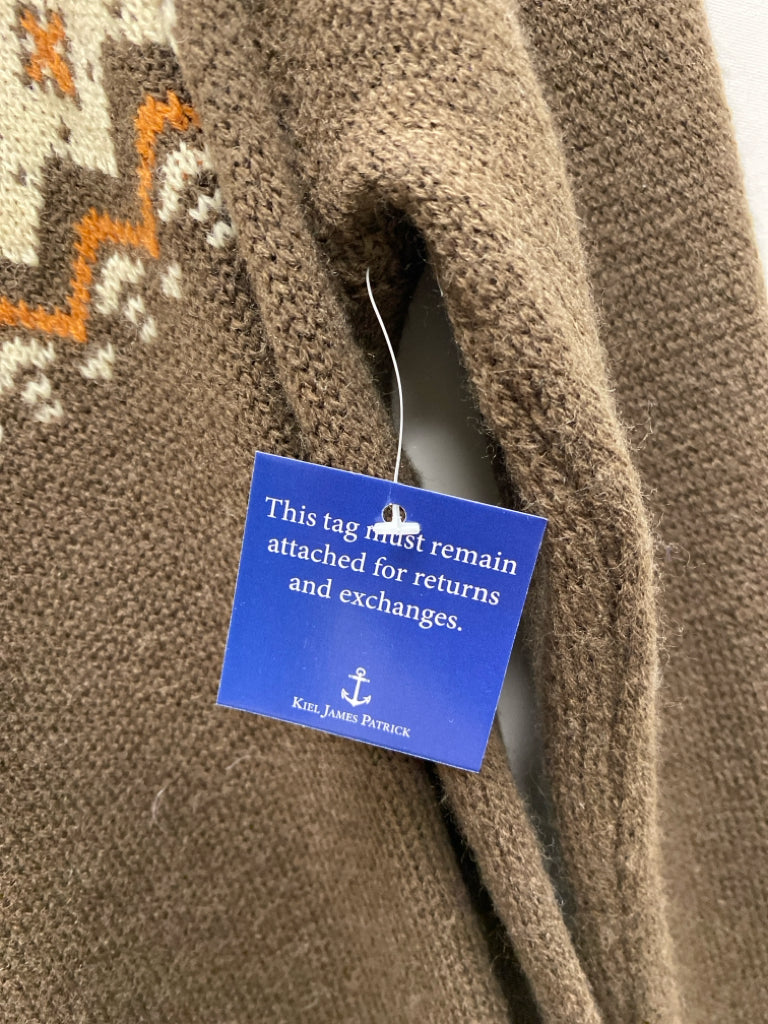 This tag must remain
attached for returns
and exchanges.
KIEL JAMES PATRICK